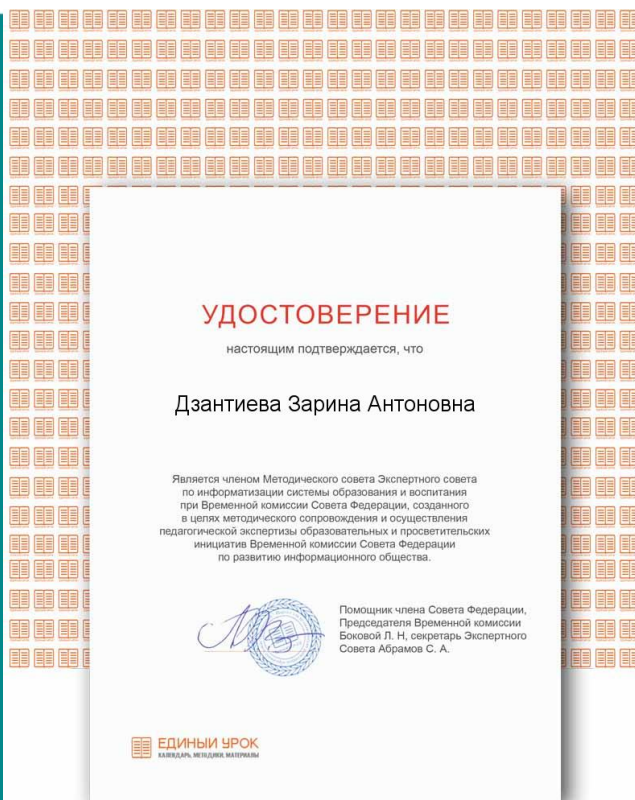 УДОСТОВЕРЕНИЕ
настоящим подтверждается, что
Дзантиева Зарина Антоновна
Является членом Методического совета Экспертного совета
по информатизации системы образования и воспитания
при Временной комиссии Совета Федерации, созданного
в целях методического сопровождения и осуществления
педагогической экспертизы образовательных и просветительских
инициатив Временной комиссии Совета Федерации
по развитию информационного общества.
Помощник члена Совета Федерации,
Председателя Временной комиссии
Боковой Л. Н, секретарь Экспертного
Совета Абрамов С. А.
ЕДИНЫЙ УРОК
КАЛЕНДАРЬ, МЕТОДИКИ, МАТЕРИАЛЫ